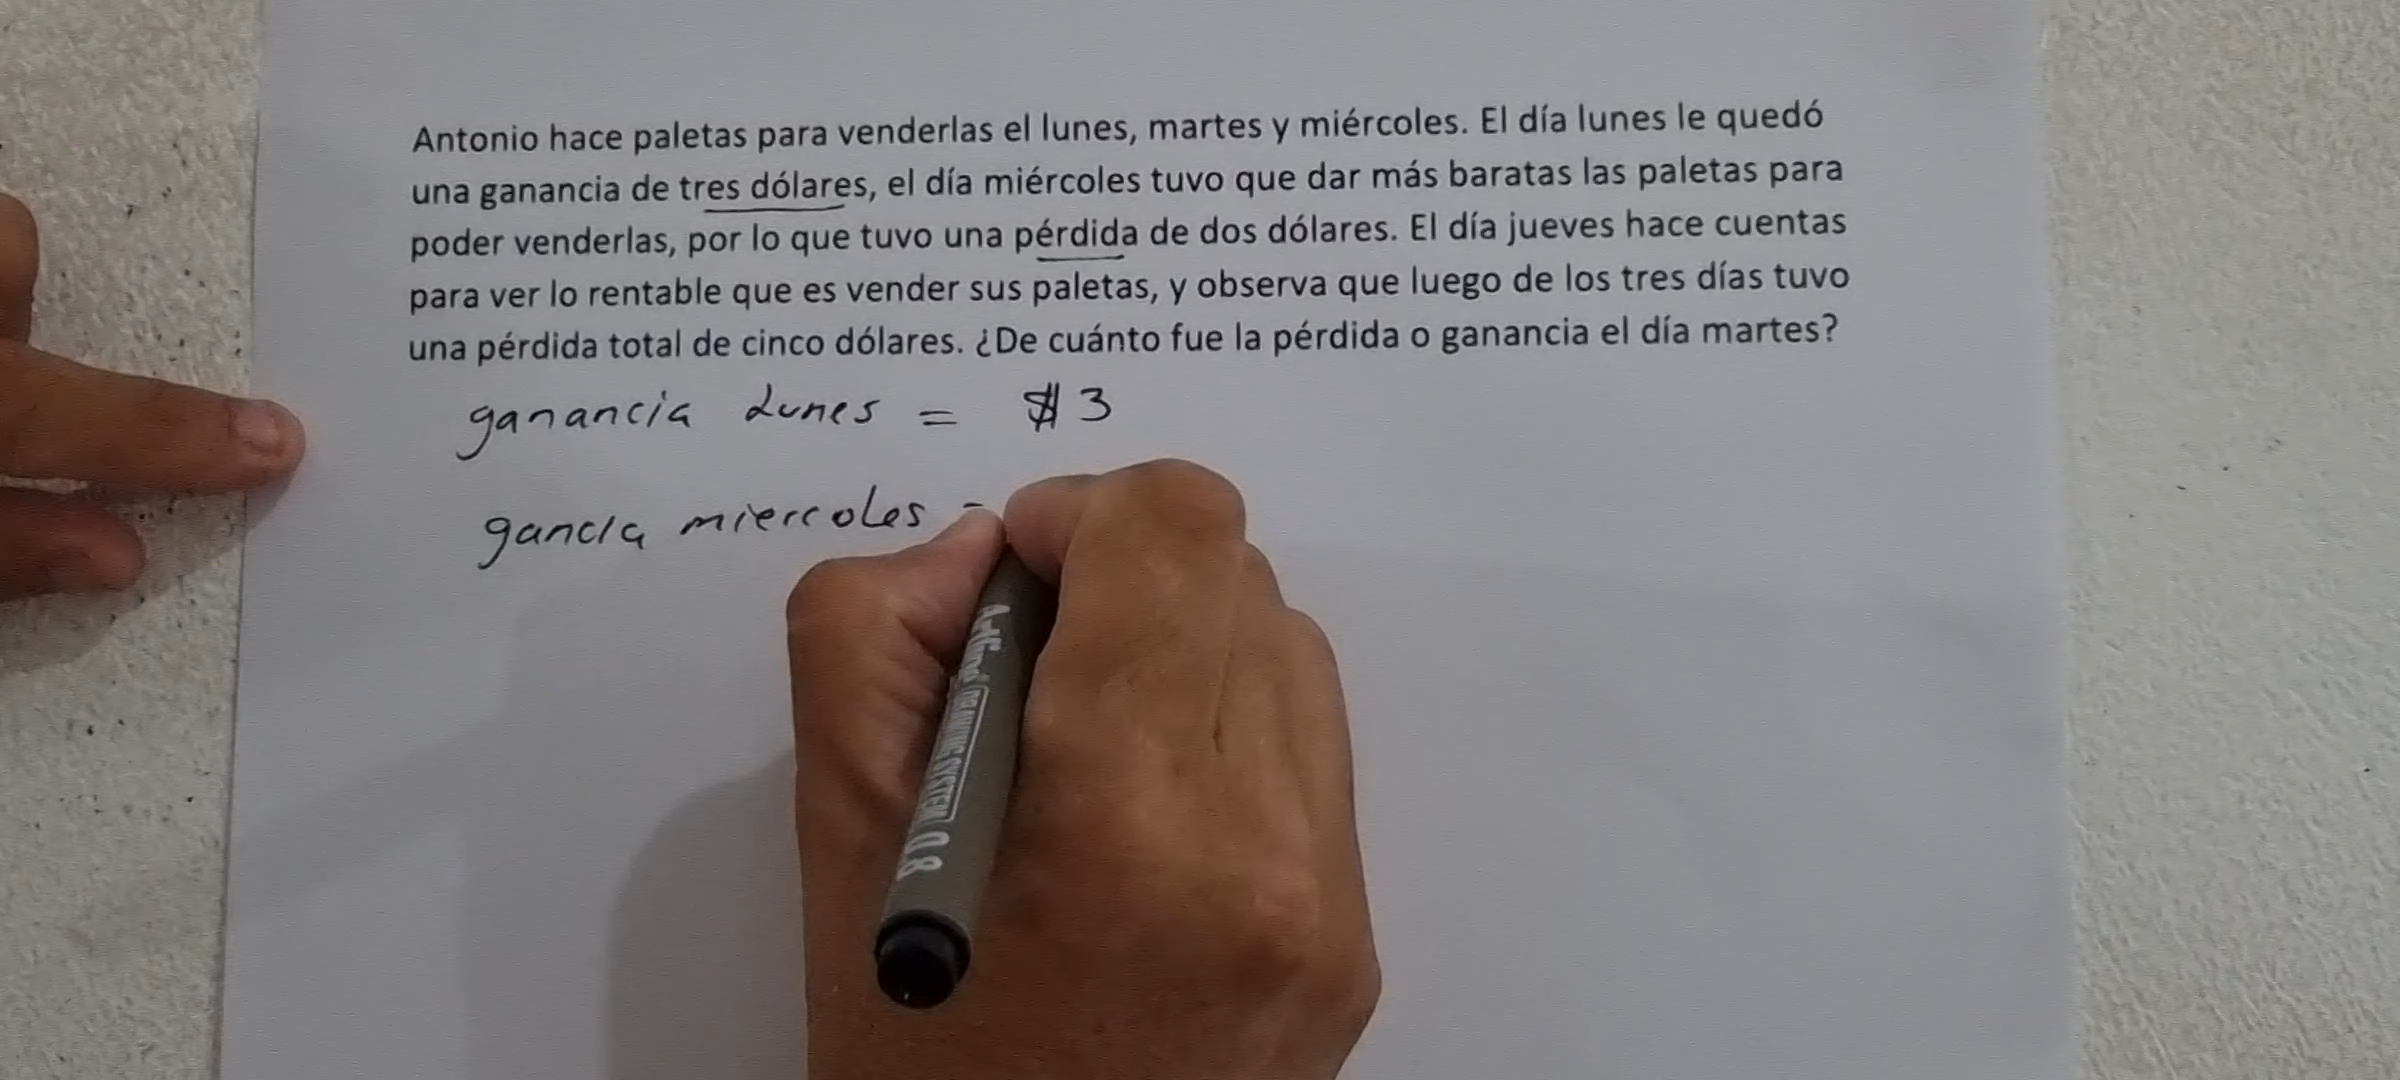 Antonio hace paletas para venderlas el lunes, martes y miércoles. El día lunes le quedó
una ganancia de tres dólares, el día miércoles tuvo que dar más baratas las paletas para
poder venderlas, por lo que tuvo una pérdida de dos dólares. El día jueves hace cuentas
para ver lo rentable que es vender sus paletas, y observa que luego de los tres días tuvo
una pérdida total de cinco dólares. ¿De cuánto fue la pérdida o ganancia el día martes?
ganancia Lunes = $ 3
gancia miercoles =
DRAWING SYSTEM 0.8